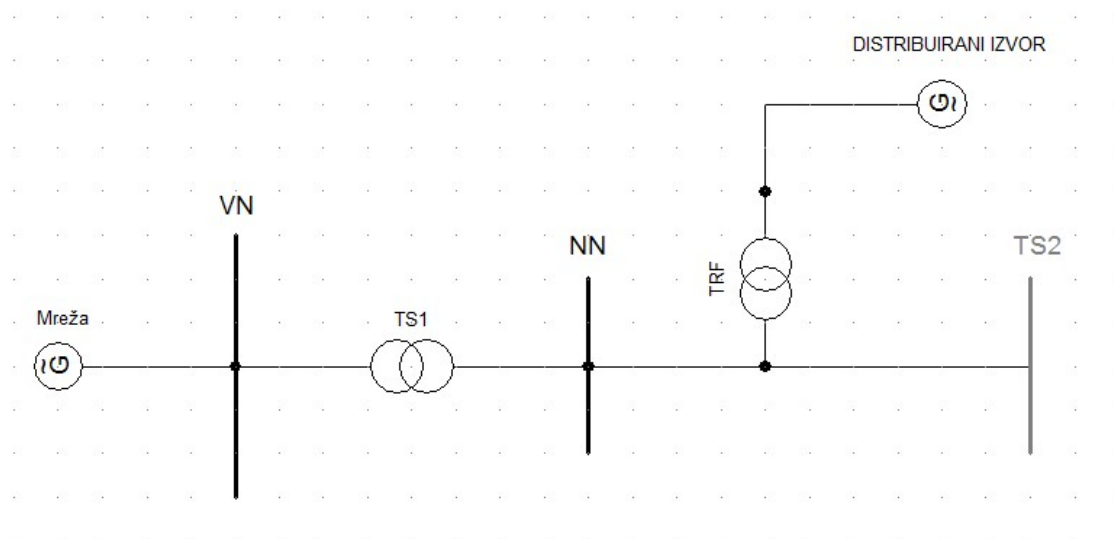 DISTRIBUIRANI IZVOR
G~
VN
NN
TS2
TRF
Mreža
TS1
~G